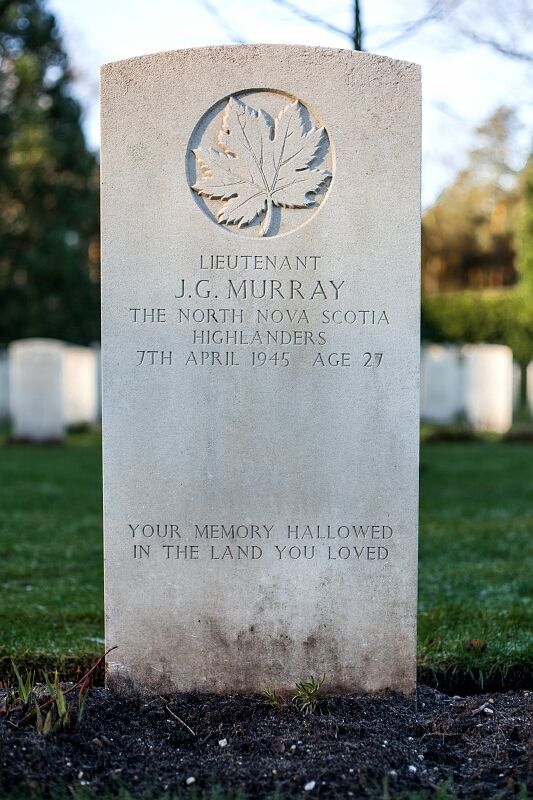 LIEUTENANT
J.G. MURRAY
THE NORTH NOVA SCOTIA
HIGHLANDERS
7TH APRIL 1945 AGE 27
YOUR MEMORY HALLOWED
IN THE LAND YOU LOVED